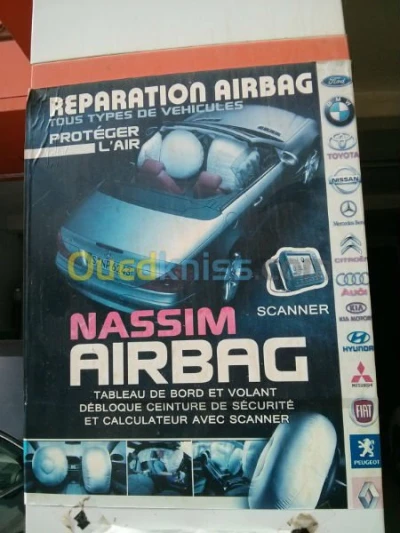 REPARATION AIRBAG
TOUS TYPES DE VEHICULES
PROTÉGER
L'AIR
Ouedkniss.com
SCANNER
NASSIM
AIRBAG
TABLEAU DE BORD ET VOLANT
DÉBLOQUE CEINTURE DE SÉCURITÉ
ET CALCULATEUR AVEC SCANNER
Ford
TOYOTA
NISSAN
Mercedes-Benz
CITROËN
Audi
KIA
KIA MOTORS
HYUNDAI
MITSUBISHI
FIAT
PEUGEOT